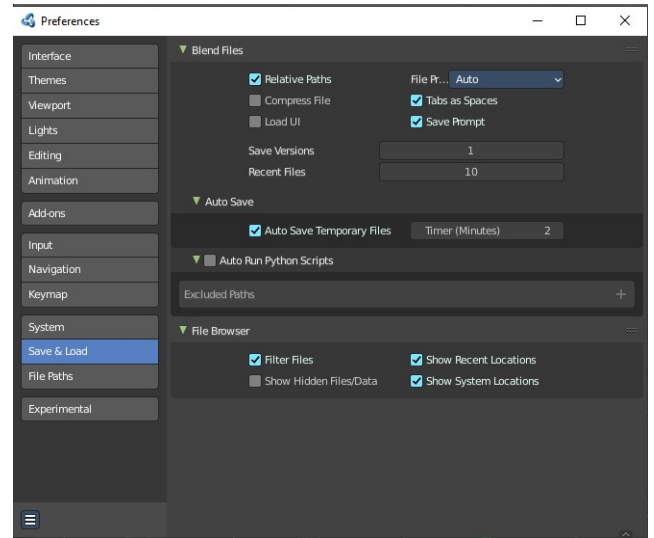 Preferences
Interface
Themes
Viewport
Lights
Editing
Animation
Add-ons
Input
Navigation
Keymap
System
Save & Load
File Paths
Experimental
Blend Files
Relative Paths
File Pr... Auto
Compress File
Tabs as Spaces
Load UI
Save Prompt
Save Versions 1
Recent Files 10
Auto Save
Auto Save Temporary Files
Timer (Minutes) 2
Auto Run Python Scripts
Excluded Paths
File Browser
Filter Files
Show Recent Locations
Show Hidden Files/Data
Show System Locations